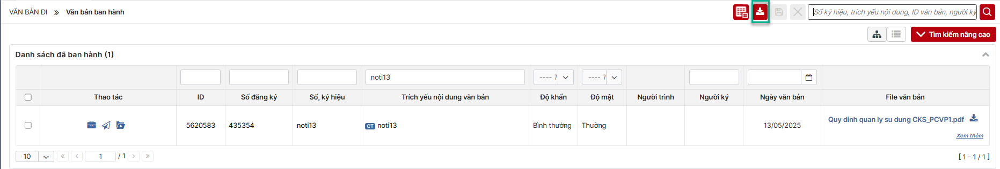 VĂN BẢN ĐI » Văn bản ban hành
Số ký hiệu, trích yếu nội dung, ID văn bản, người ký
Tìm kiếm nâng cao
Danh sách đã ban hành (1)
noti13 ---- ---- 
Thao tác ID Số đăng ký Số, ký hiệu Trích yếu nội dung văn bản Độ khẩn Độ mật Người trình Người ký Ngày văn bản File văn bản
5620583 435354 noti13 CT noti13 Bình thường Thường 13/05/2025 Quy dinh quan ly su dung CKS_PCVP1.pdf
Xem thêm
10 « ‹ 1 / 1 › » [ 1 - 1 / 1 ]